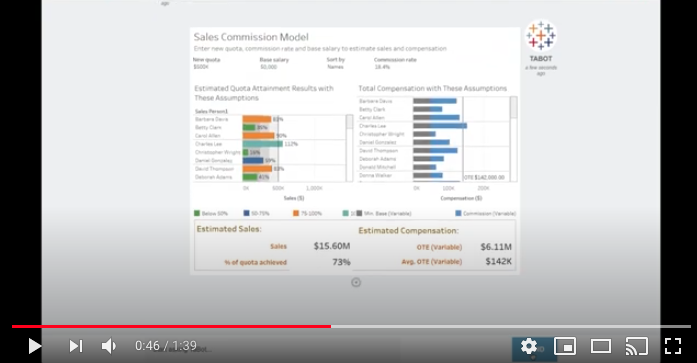 ago
Sales Commission Model
Enter new quota, commission rate and base salary to estimate sales and compensation
New quota Base salary Sort by Commission rate
$500K 50,000 Names 18.4%
TABOT
a few seconds
ago
Estimated Quota Attainment Results with
These Assumptions
Total Compensation with These Assumptions
Sales Person1
Barbara Davis
Betty Clark
Carol Allen 90%
Charles Lee 112%
Christopher Wright
Daniel Gonzalez
David Thompson
Deborah Adams
0K 500K 1,000K
Sales ($)
Barbara Davis
Betty Clark
Carol Allen
Charles Lee
Christopher Wright
Daniel Gonzalez
David Thompson
Deborah Adams
Donald Mitchell
Donna Walker
OTE $142,000.00
0K 100K 200K
Compensation ($)
Below 50% 50-75% 75-100%
Min. Base (Variable) Commission (Variable)
Estimated Sales:
Sales $15.60M
% of quota achieved 73%
Estimated Compensation:
OTE (Variable) $6.11M
Avg. OTE (Variable) $142K
0:46 / 1:39